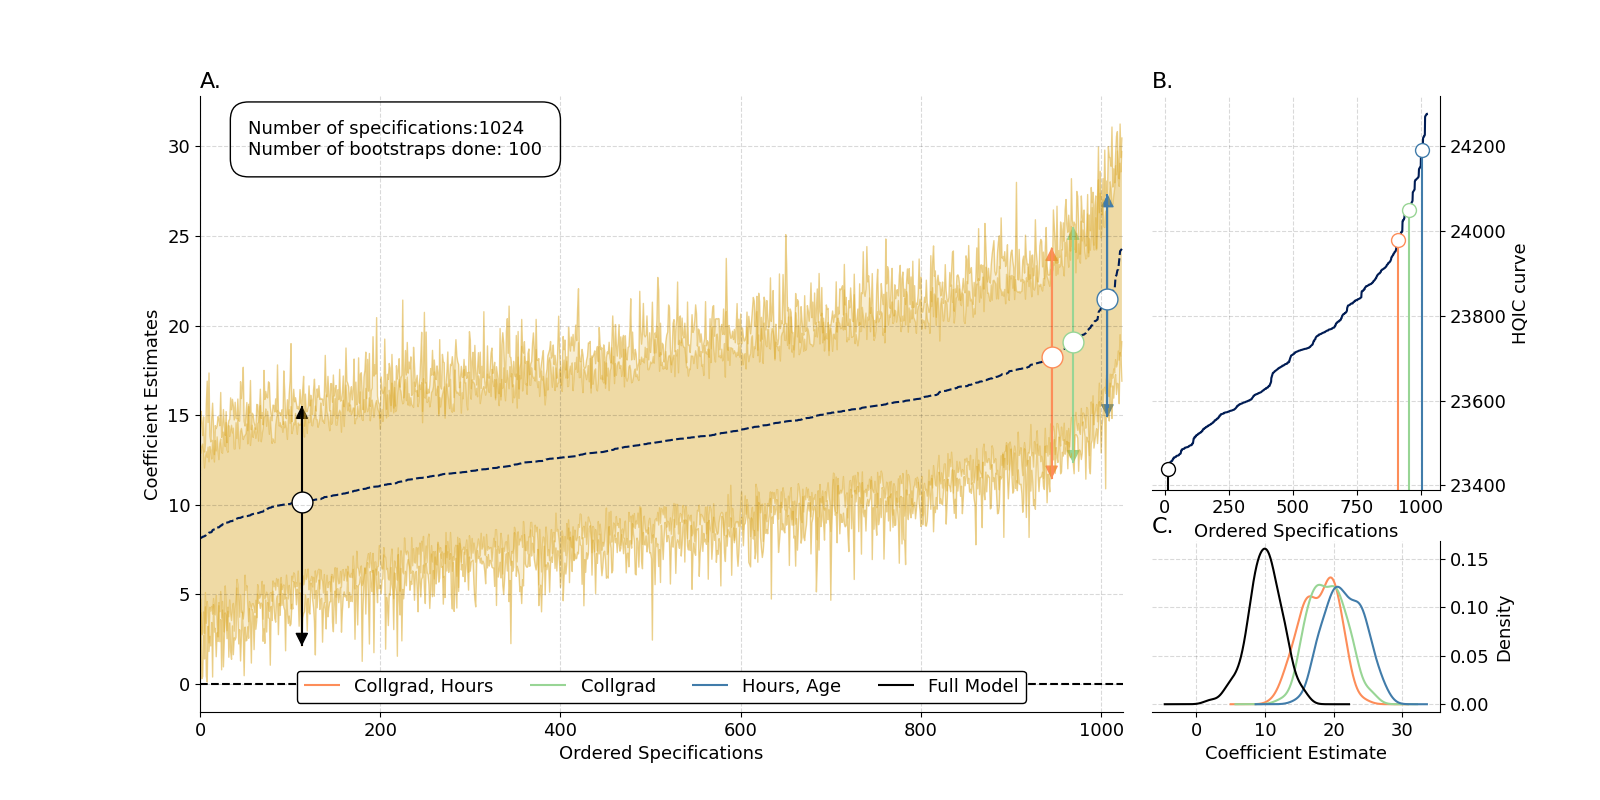 A.
Number of specifications:1024
Number of bootstraps done: 100
Coefficient Estimates
30
25
20
15
10
5
0
0 200 400 600 800 1000
Ordered Specifications
Collgrad, Hours Collgrad Hours, Age Full Model
B.
24200
24000
23800
23600
23400
HQIC curve
0 250 500 750 1000
Ordered Specifications
C.
0.15
0.10
0.05
0.00
Density
0 10 20 30
Coefficient Estimate